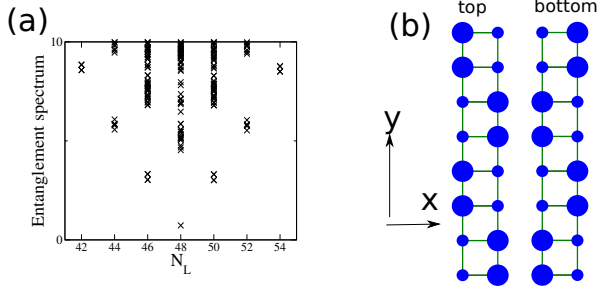 (a)
Entanglement spectrum
10
5
0
42 44 46 48 50 52 54
N_L
(b)
top bottom
y
x